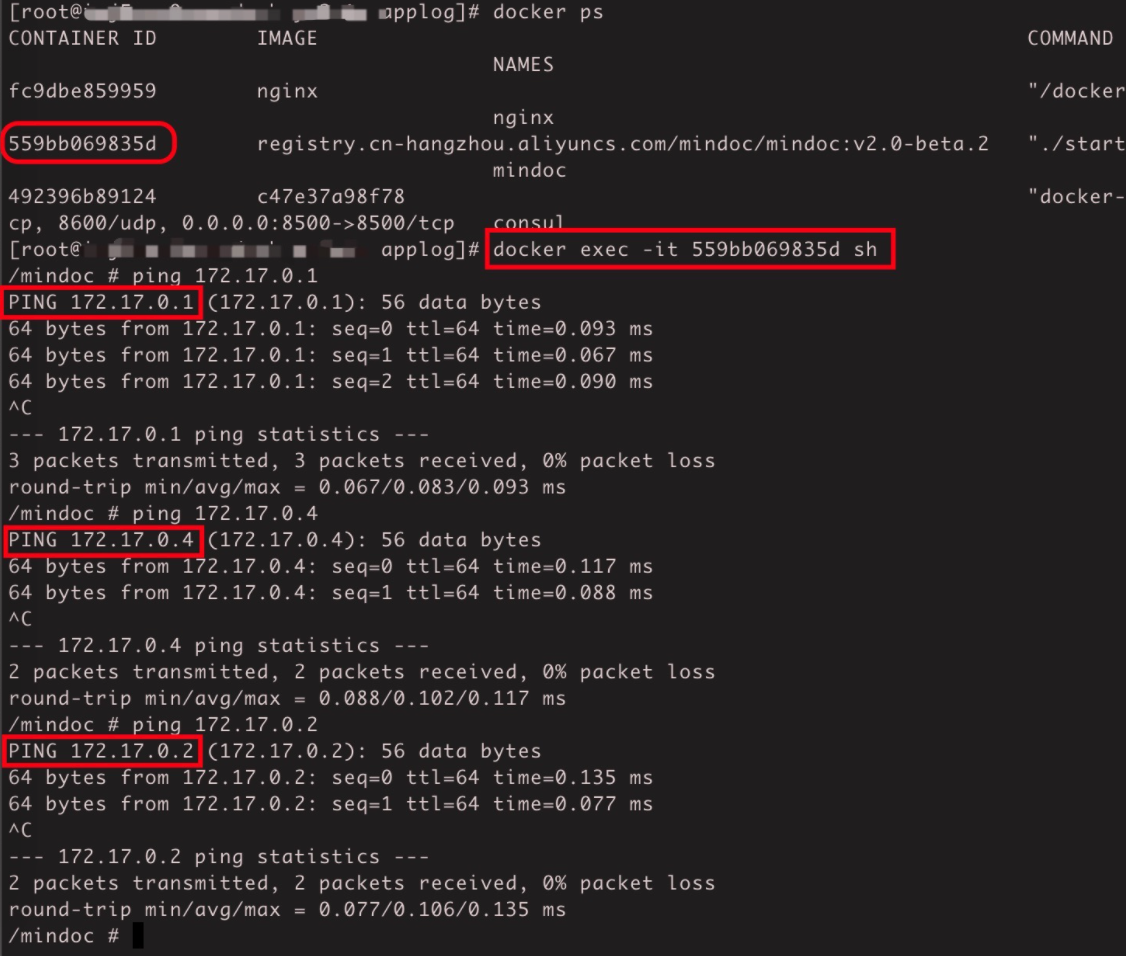 [root@ applog]# docker ps
CONTAINER ID IMAGE COMMAND
NAMES
fc9dbe859959 nginx "/docker
nginx
559bb069835d registry.cn-hangzhou.aliyuncs.com/mindoc/mindoc:v2.0-beta.2 "./start
mindoc
492396b89124 c47e37a98f78 "docker-
cp, 8600/udp, 0.0.0.0:8500->8500/tcp consul
[root@ applog]# docker exec -it 559bb069835d sh
/mindoc # ping 172.17.0.1
PING 172.17.0.1 (172.17.0.1): 56 data bytes
64 bytes from 172.17.0.1: seq=0 ttl=64 time=0.093 ms
64 bytes from 172.17.0.1: seq=1 ttl=64 time=0.067 ms
64 bytes from 172.17.0.1: seq=2 ttl=64 time=0.090 ms
^C
--- 172.17.0.1 ping statistics ---
3 packets transmitted, 3 packets received, 0% packet loss
round-trip min/avg/max = 0.067/0.083/0.093 ms
/mindoc # ping 172.17.0.4
PING 172.17.0.4 (172.17.0.4): 56 data bytes
64 bytes from 172.17.0.4: seq=0 ttl=64 time=0.117 ms
64 bytes from 172.17.0.4: seq=1 ttl=64 time=0.088 ms
^C
--- 172.17.0.4 ping statistics ---
2 packets transmitted, 2 packets received, 0% packet loss
round-trip min/avg/max = 0.088/0.102/0.117 ms
/mindoc # ping 172.17.0.2
PING 172.17.0.2 (172.17.0.2): 56 data bytes
64 bytes from 172.17.0.2: seq=0 ttl=64 time=0.135 ms
64 bytes from 172.17.0.2: seq=1 ttl=64 time=0.077 ms
^C
--- 172.17.0.2 ping statistics ---
2 packets transmitted, 2 packets received, 0% packet loss
round-trip min/avg/max = 0.077/0.106/0.135 ms
/mindoc #